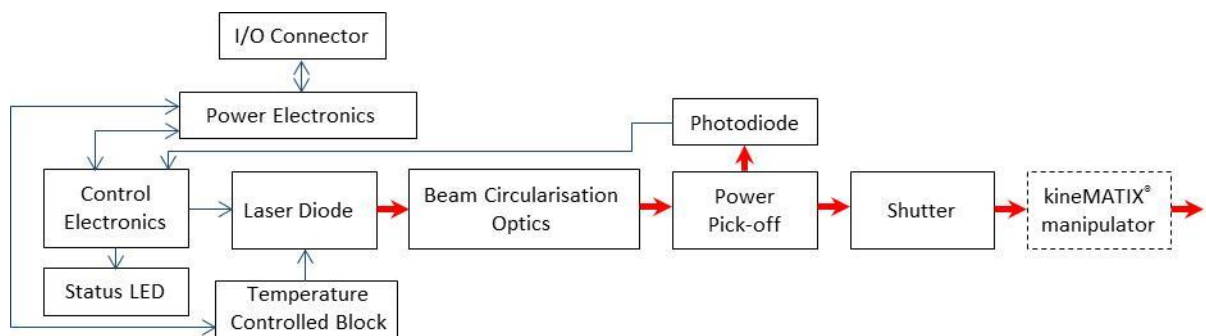 I/O Connector
Power Electronics
Photodiode
Control
Electronics
Laser Diode
Beam Circularisation
Optics
Power
Pick-off
Shutter
kineMATIX®
manipulator
Status LED
Temperature
Controlled Block